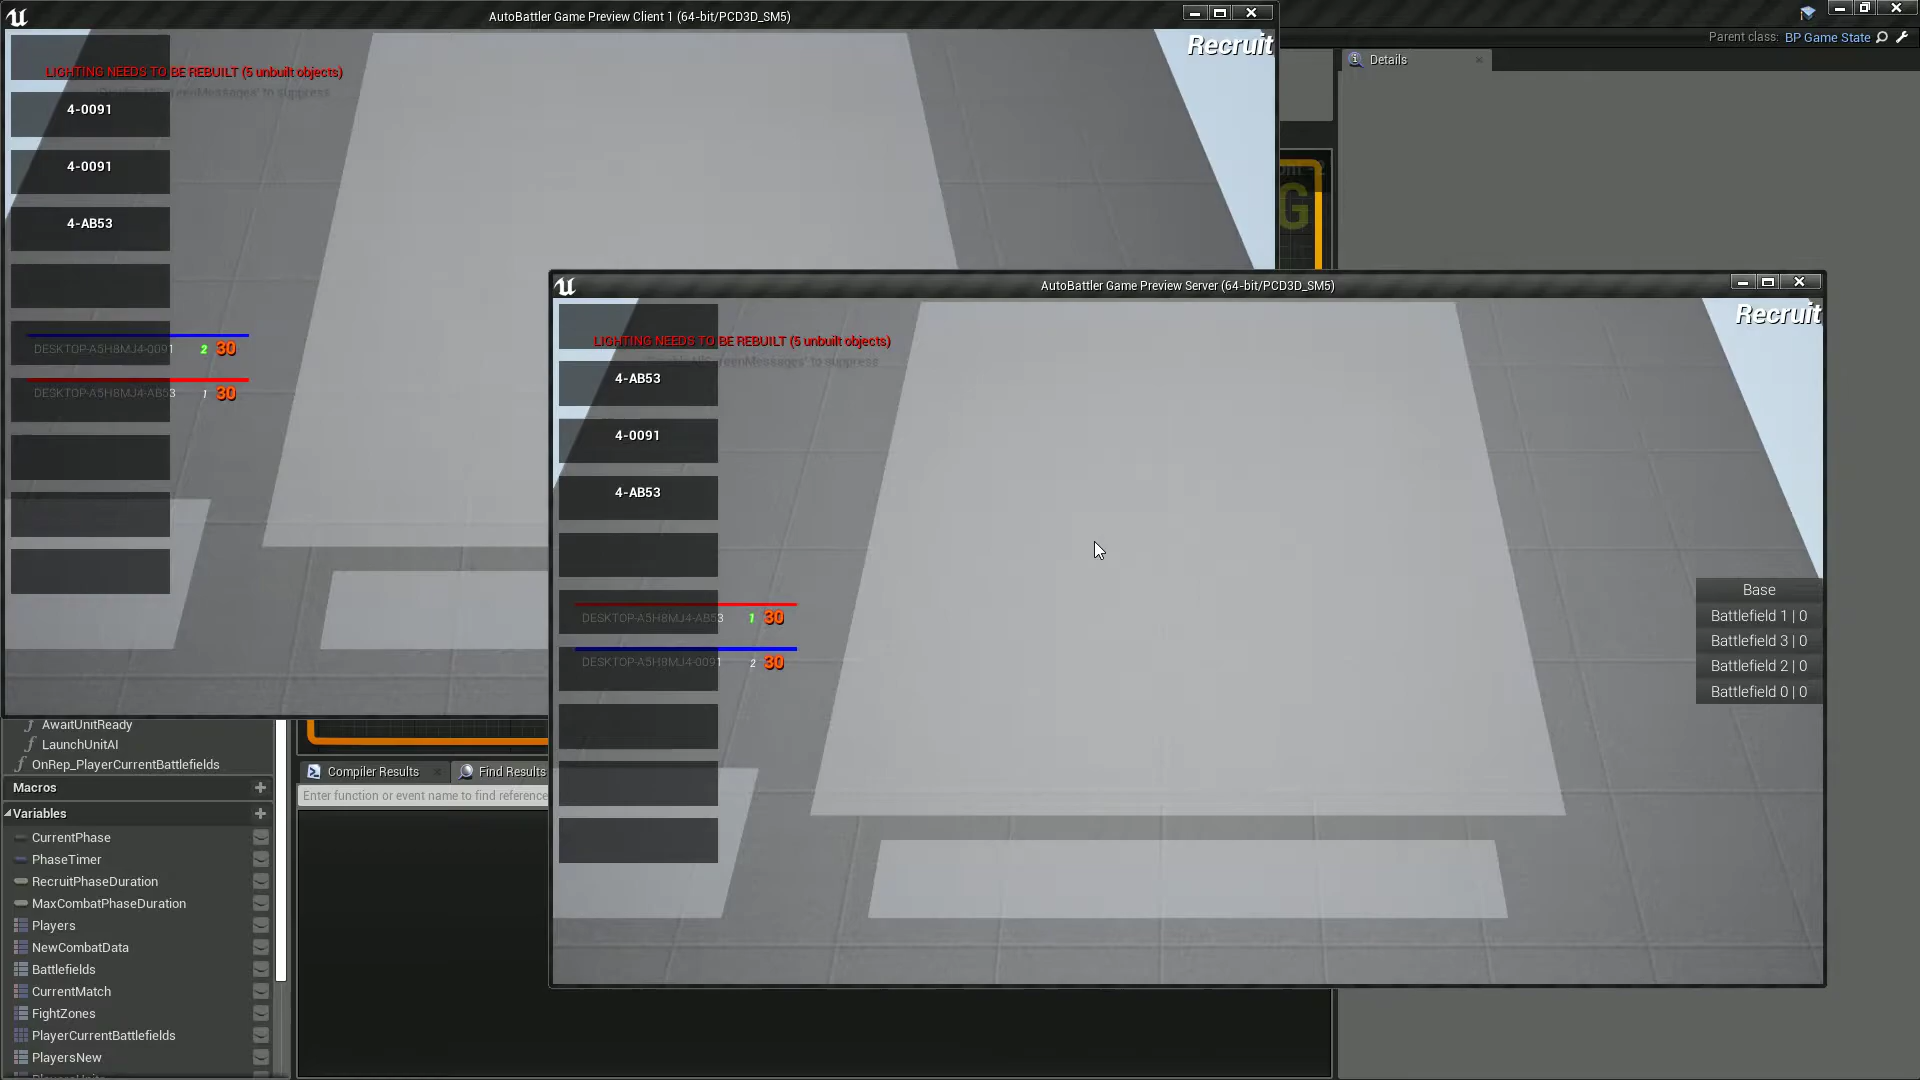 AutoBattler Game Preview Client 1 (64-bit/PCD3D_SM5)
Parent class: BP Game State
Recruit
Details
LIGHTING NEEDS TO BE REBUILT (5 unbuilt objects)
to suppress
4-0091
4-0091
4-AB53
DESKTOP-A5H8MJ4-0091 2 30
DESKTOP-A5H8MJ4-AB53 1 30
AutoBattler Game Preview Server (64-bit/PCD3D_SM5)
Recruit
LIGHTING NEEDS TO BE REBUILT (5 unbuilt objects)
to suppress
4-AB53
4-0091
4-AB53
DESKTOP-A5H8MJ4-AB53 1 30
DESKTOP-A5H8MJ4-0091 2 30
Base
Battlefield 1 | 0
Battlefield 3 | 0
Battlefield 2 | 0
Battlefield 0 | 0
AwaitUnitReady
LaunchUnitAI
OnRep_PlayerCurrentBattlefields
Macros
Variables
CurrentPhase
PhaseTimer
RecruitPhaseDuration
MaxCombatPhaseDuration
Players
NewCombatData
Battlefields
CurrentMatch
FightZones
PlayerCurrentBattlefields
PlayersNew
Compiler Results
Find Results
Enter function or event name to find reference